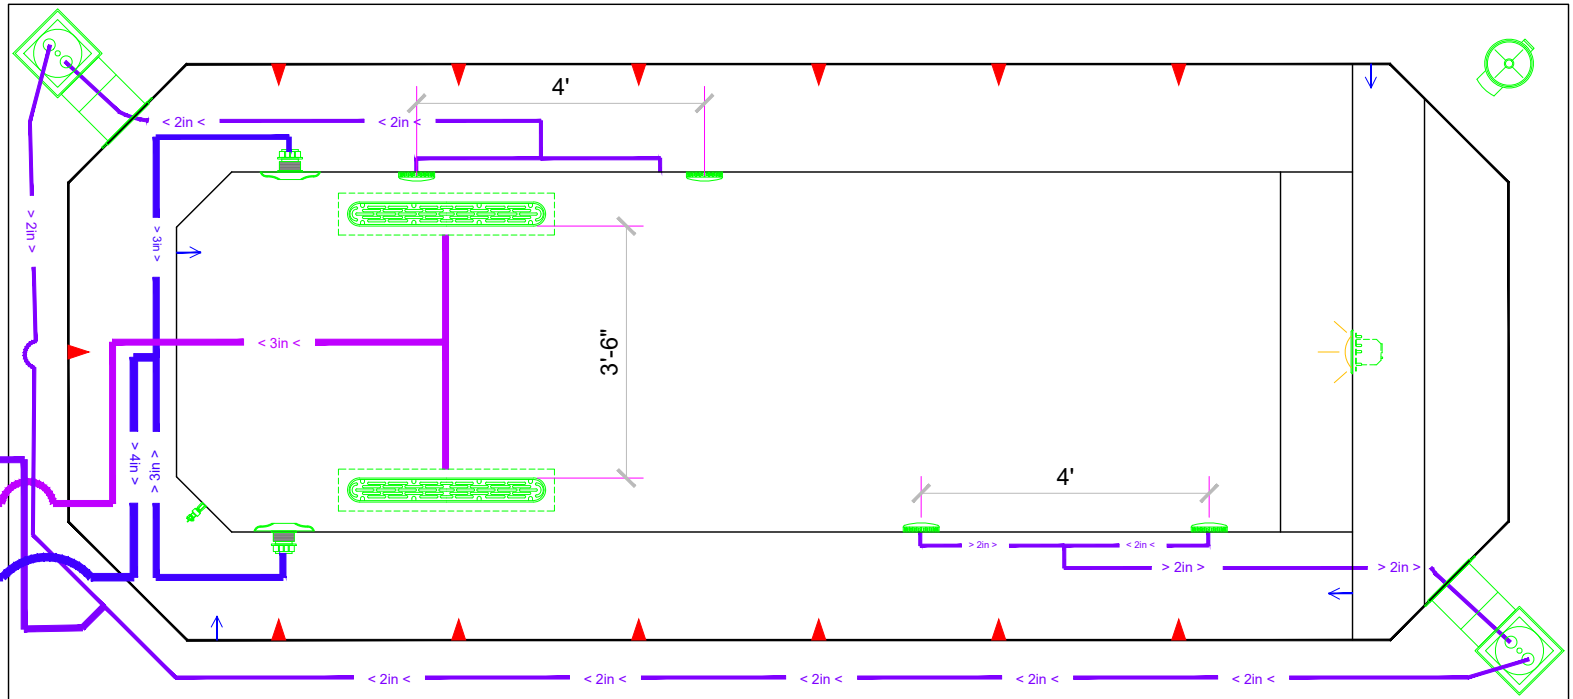 4'
< 2in <
< 2in <
> 2in >
> 3in >
< 3in <
3'-6"
> 4in >
> 3in >
4'
> 2in >
< 2in <
> 2in >
> 2in >
< 2in <
< 2in <
< 2in <
< 2in <
< 2in <